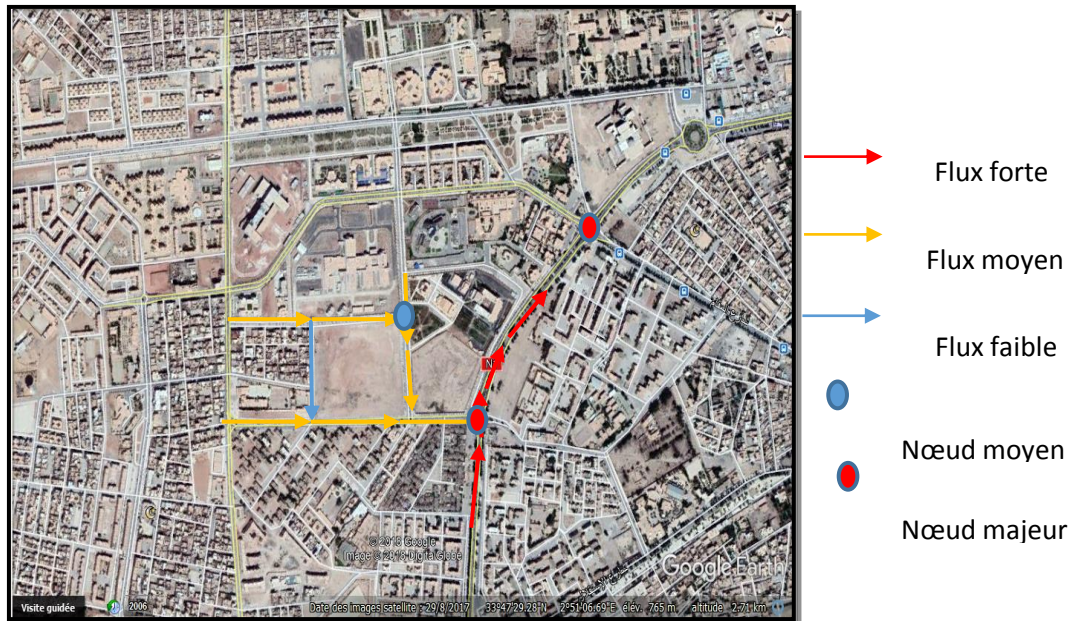 Flux forte
Flux moyen
Flux faible
Nœud moyen
Nœud majeur
© 2018 Google
Image © 2018 DigitalGlobe
Google Earth
Visite guidée
2006
Date des images satellite : 29/8/2017 33°47'29.28"N 2°51'06.69"E élév. 765 m altitude 2.71 km